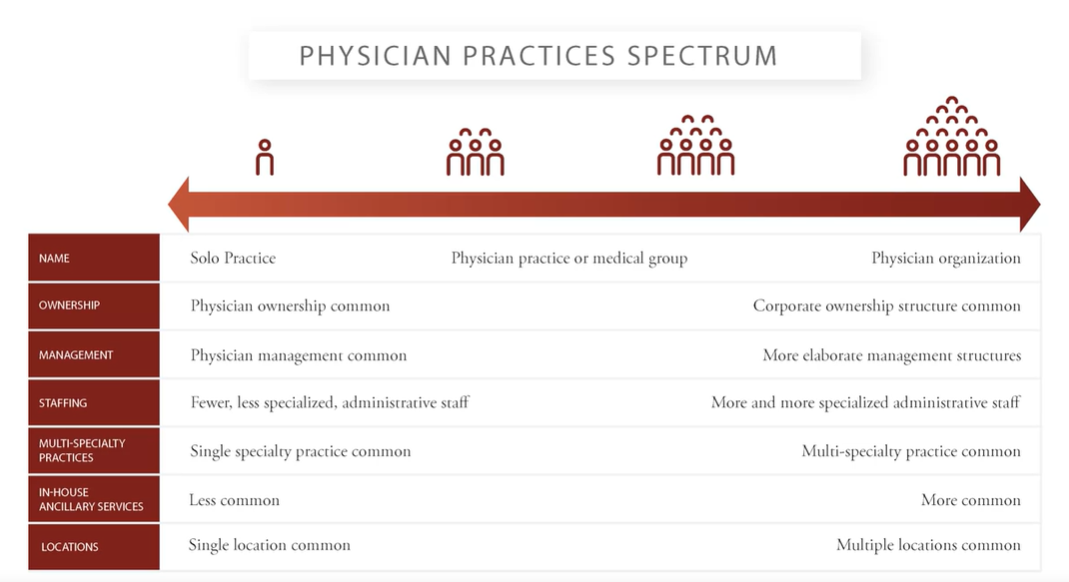 PHYSICIAN PRACTICES SPECTRUM
NAME
Solo Practice
Physician practice or medical group
Physician organization
OWNERSHIP
Physician ownership common
Corporate ownership structure common
MANAGEMENT
Physician management common
More elaborate management structures
STAFFING
Fewer, less specialized, administrative staff
More and more specialized administrative staff
MULTI-SPECIALTY
PRACTICES
Single specialty practice common
Multi-specialty practice common
IN-HOUSE
ANCILLARY SERVICES
Less common
More common
LOCATIONS
Single location common
Multiple locations common